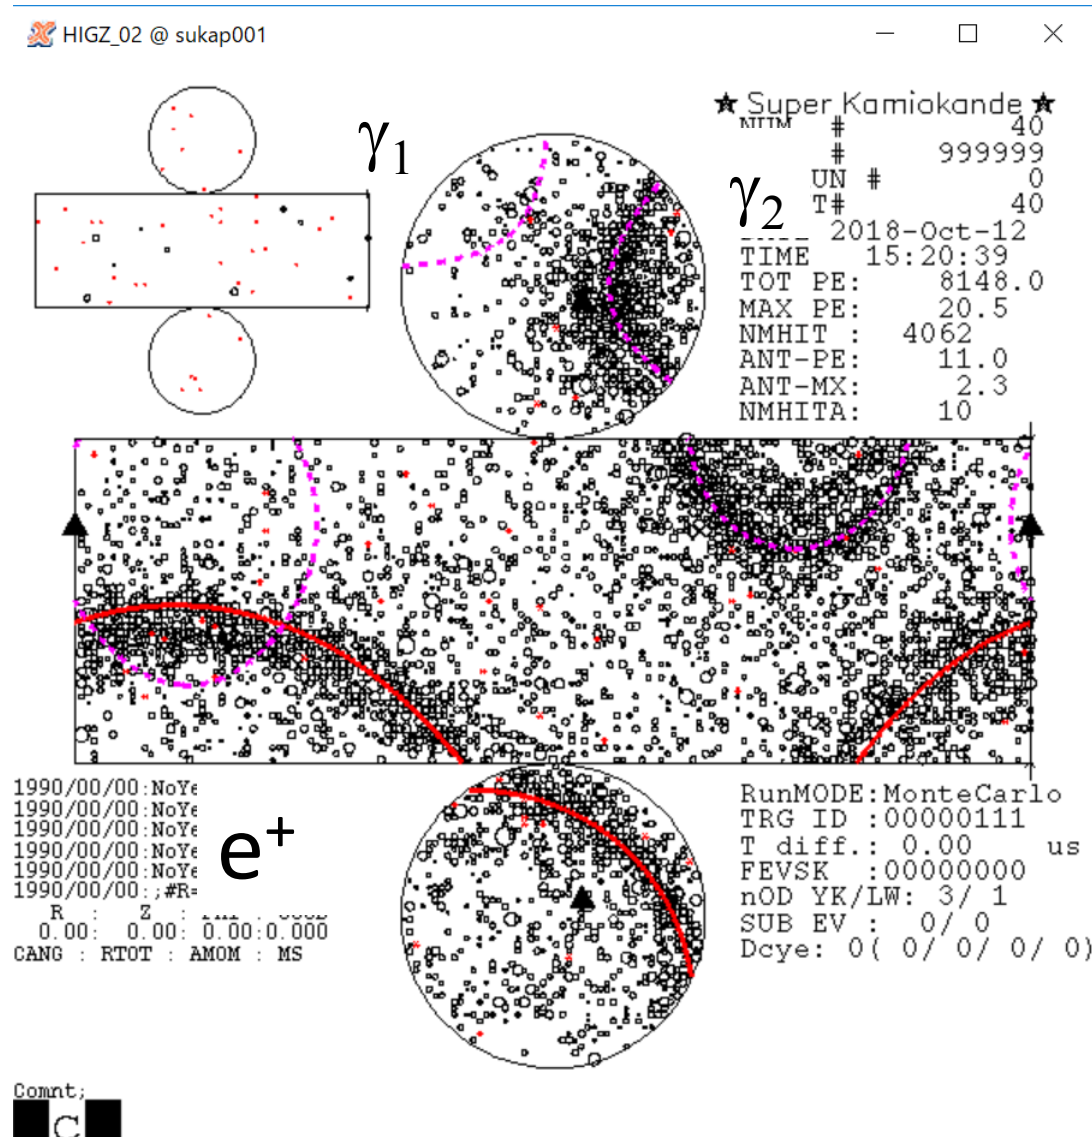 HIGZ_02 @ sukap001
Super Kamiokande
γ1
NUM # 40
# 999999
γ2
UN # 0
T# 40
2018-Oct-12
TIME 15:20:39
TOT PE: 8148.0
MAX PE: 20.5
NMHIT : 4062
ANT-PE: 11.0
ANT-MX: 2.3
NMHITA: 10
1990/00/00:NoYe
1990/00/00:NoYe
1990/00/00:NoYe
1990/00/00:NoYe
1990/00/00:NoYe
1990/00/00:;#R=
e+
R : Z :
0.00: 0.00: 0.00:0.000
CANG : RTOT : AMOM : MS
RunMODE:MonteCarlo
TRG ID :00000111
T diff.: 0.00 us
FEVSK :00000000
nOD YK/LW: 3/ 1
SUB EV : 0/ 0
Dcye: 0( 0/ 0/ 0/ 0)
Comnt;
C